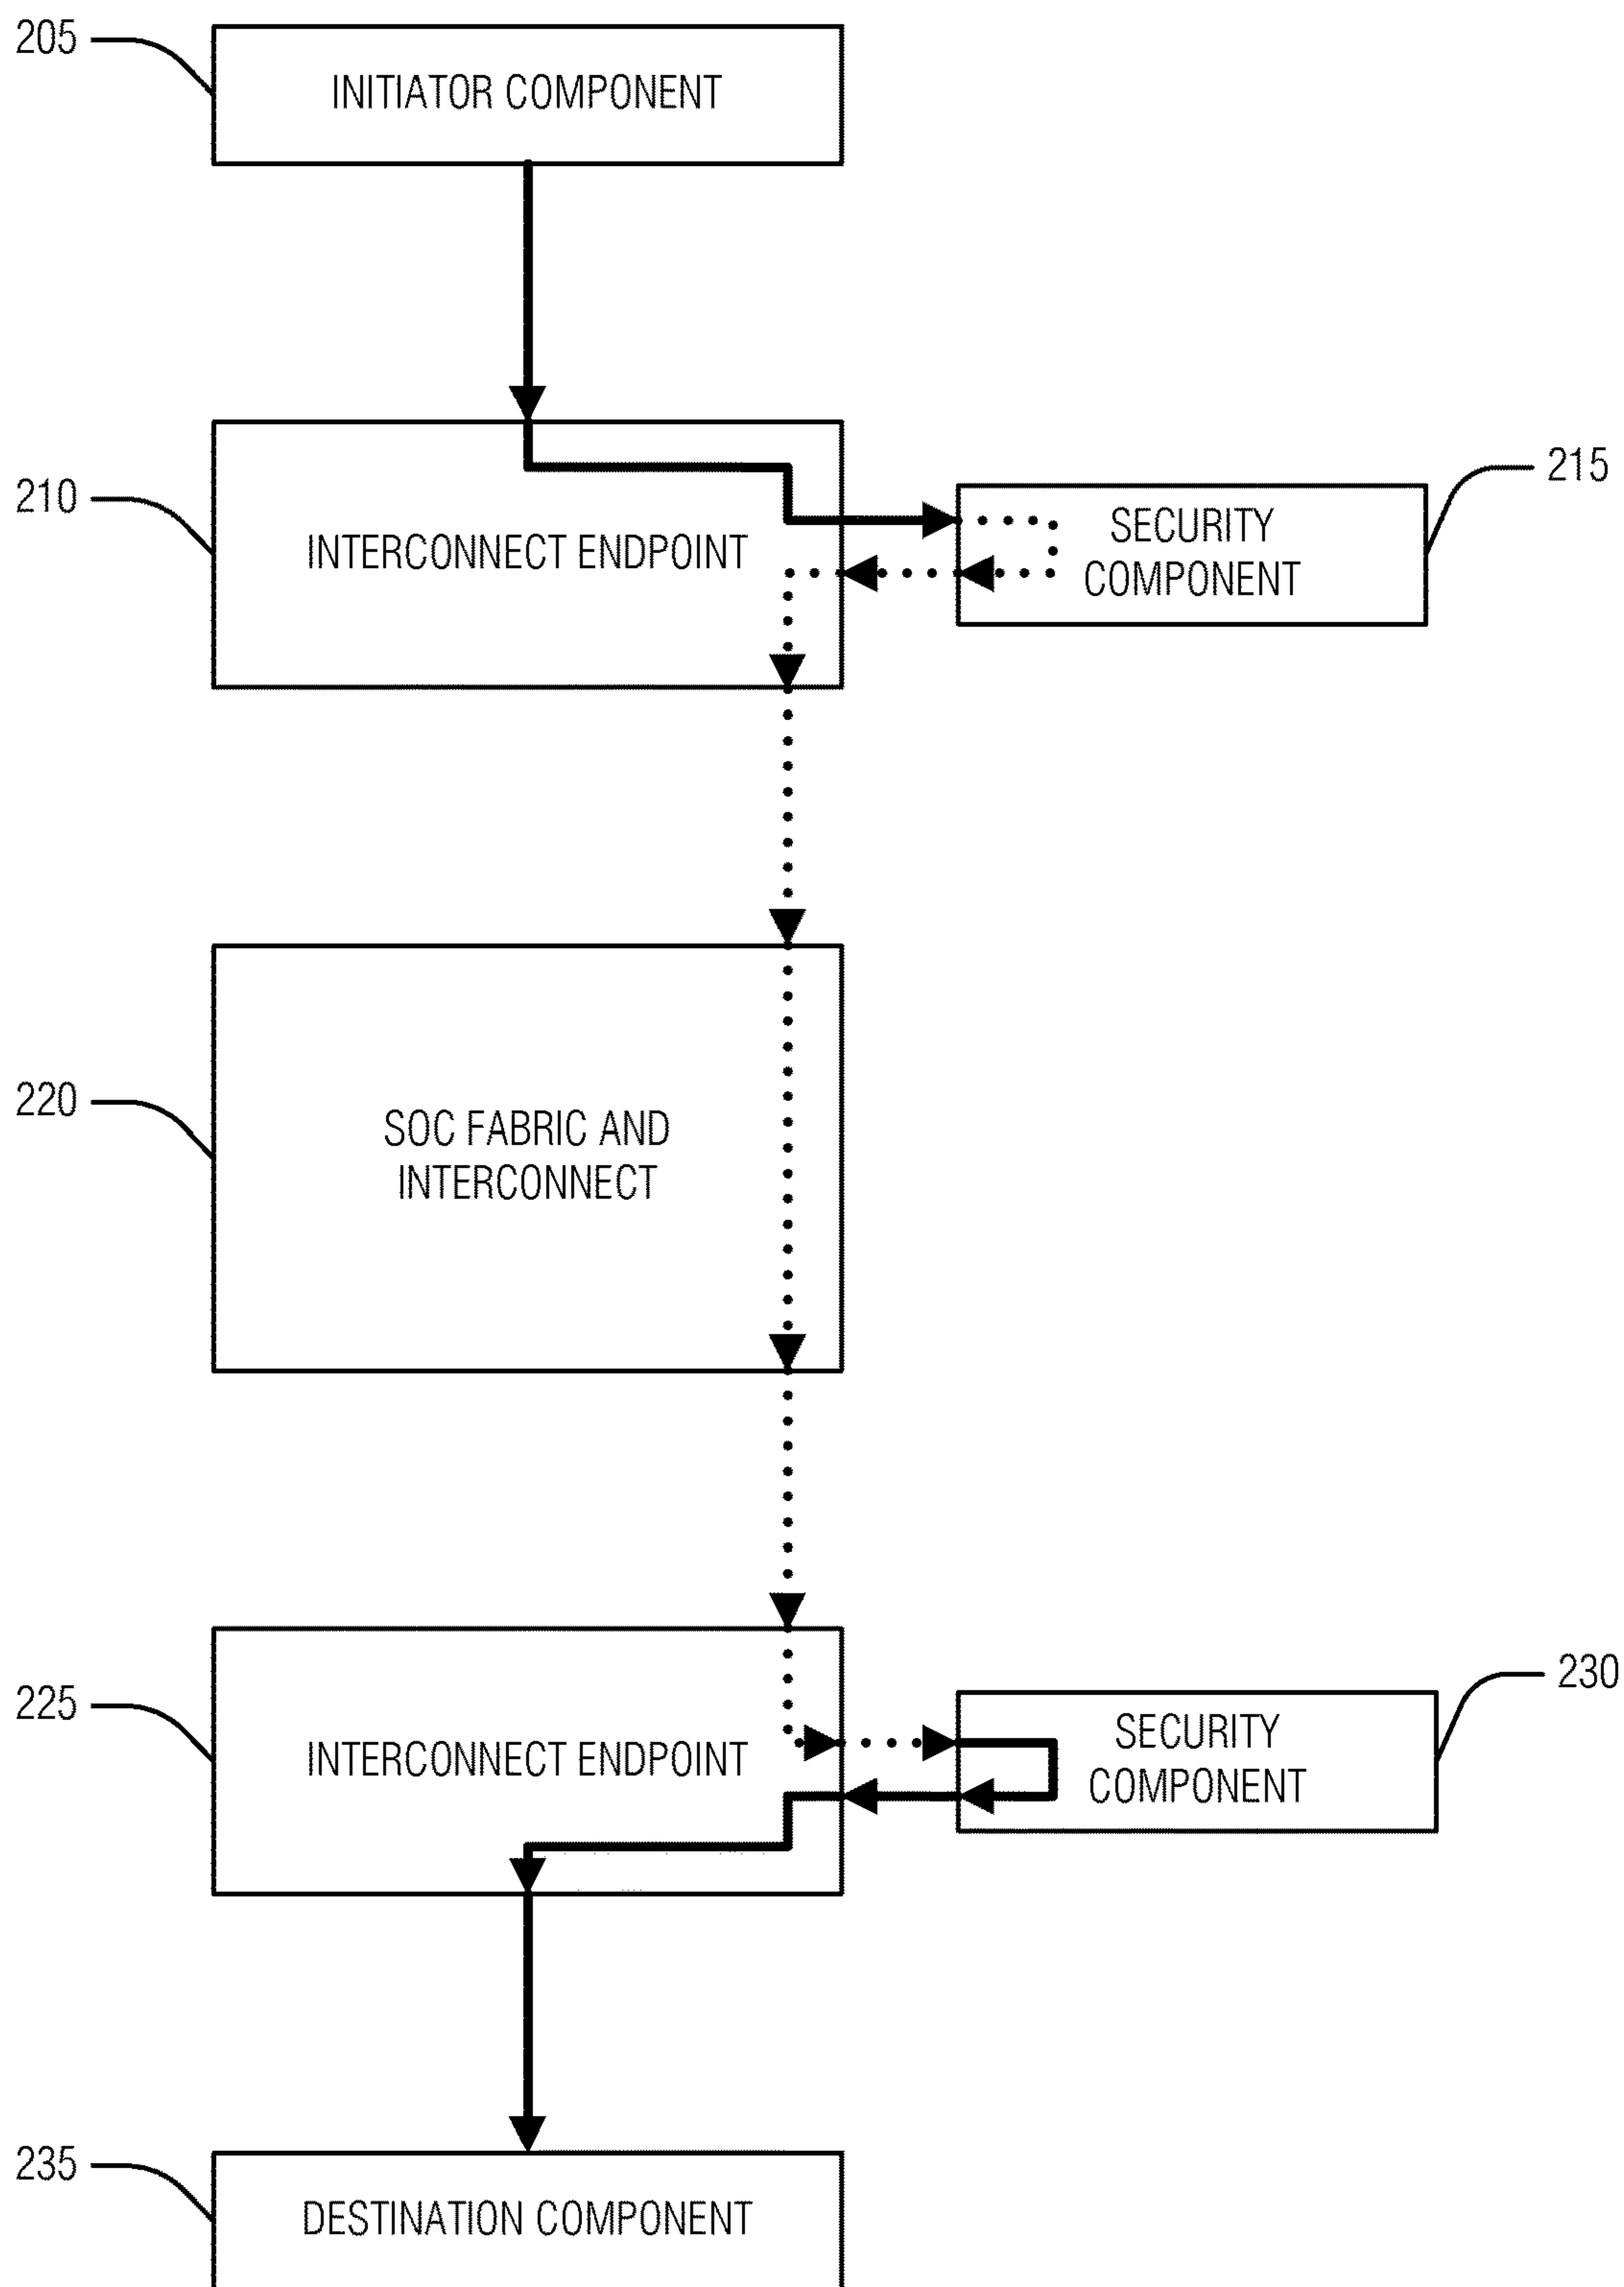 205
INITIATOR COMPONENT
210
INTERCONNECT ENDPOINT
215
SECURITY
COMPONENT
220
SOC FABRIC AND
INTERCONNECT
225
INTERCONNECT ENDPOINT
230
SECURITY
COMPONENT
235
DESTINATION COMPONENT